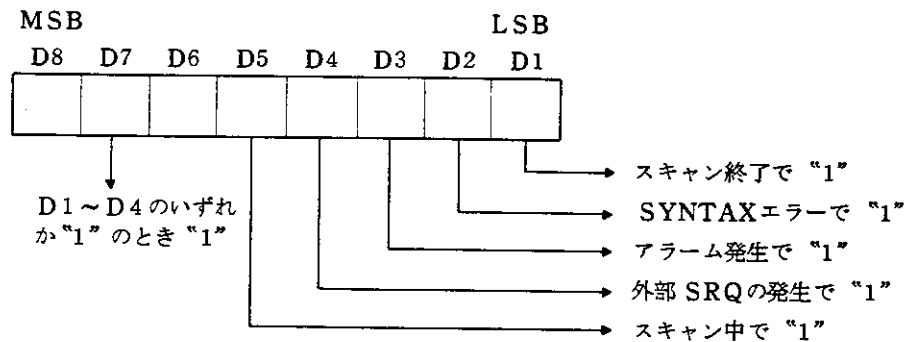 MSB LSB
D8 D7 D6 D5 D4 D3 D2 D1
スキャン終了で “1”
SYNTAXエラーで “1”
アラーム発生で “1”
外部 SRQの発生で “1”
スキャン中で “1”
D1～D4のいずれ
か“1”のとき“1”